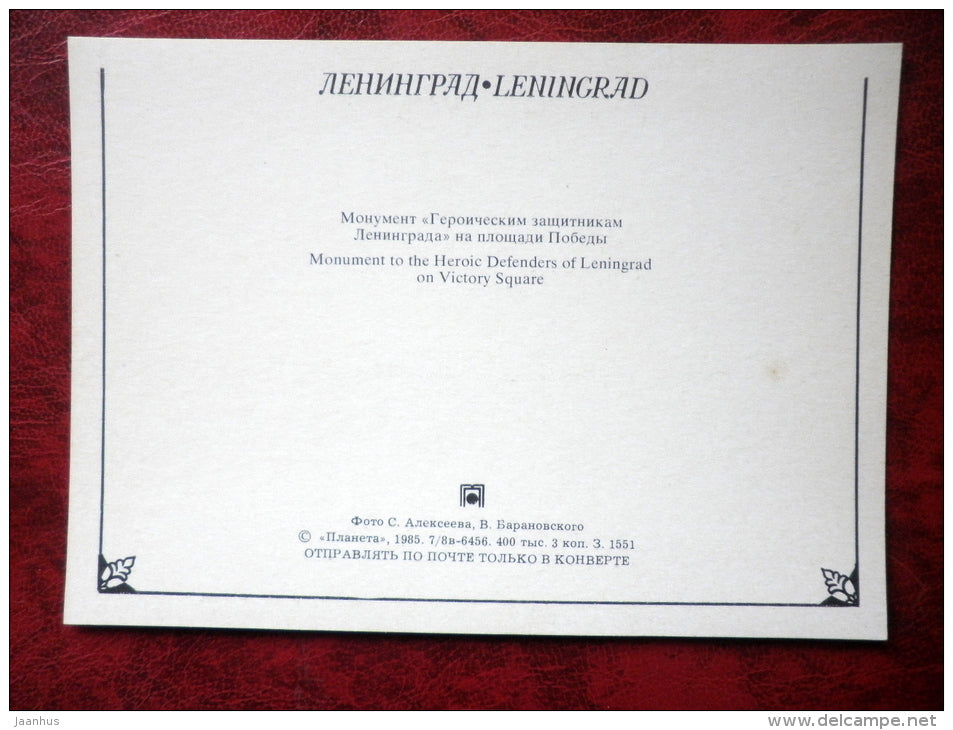 ЛЕНИНГРАД•LENINGRAD
Монумент «Героическим защитникам
Ленинграда» на площади Победы
Monument to the Heroic Defenders of Leningrad
on Victory Square
Фото С. Алексеева, В. Барановского
© «Планета», 1985. 7/8в-6456. 400 тыс. 3 коп. З. 1551
ОТПРАВЛЯТЬ ПО ПОЧТЕ ТОЛЬКО В КОНВЕРТЕ
jaanhus
delcampe.net